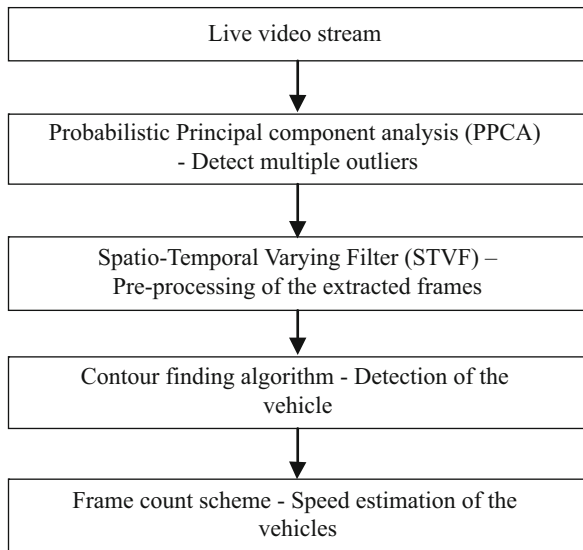 Live video stream
Probabilistic Principal component analysis (PPCA)
- Detect multiple outliers
Spatio-Temporal Varying Filter (STVF) –
Pre-processing of the extracted frames
Contour finding algorithm - Detection of the
vehicle
Frame count scheme - Speed estimation of the
vehicles